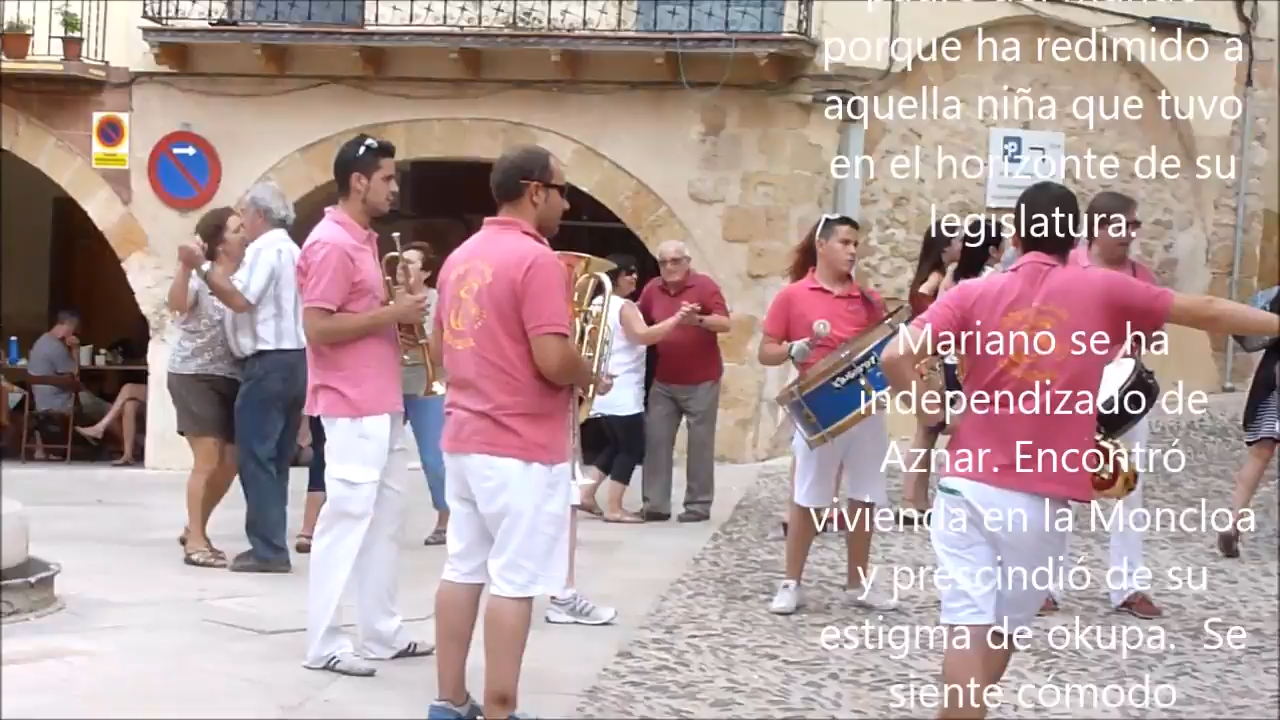 porque ha redimido a
aquella niña que tuvo
en el horizonte de su
legislatura.
Mariano se ha
independizado de
Aznar. Encontró
vivienda en la Moncloa
y prescindió de su
estigma de okupa. Se
siente cómodo